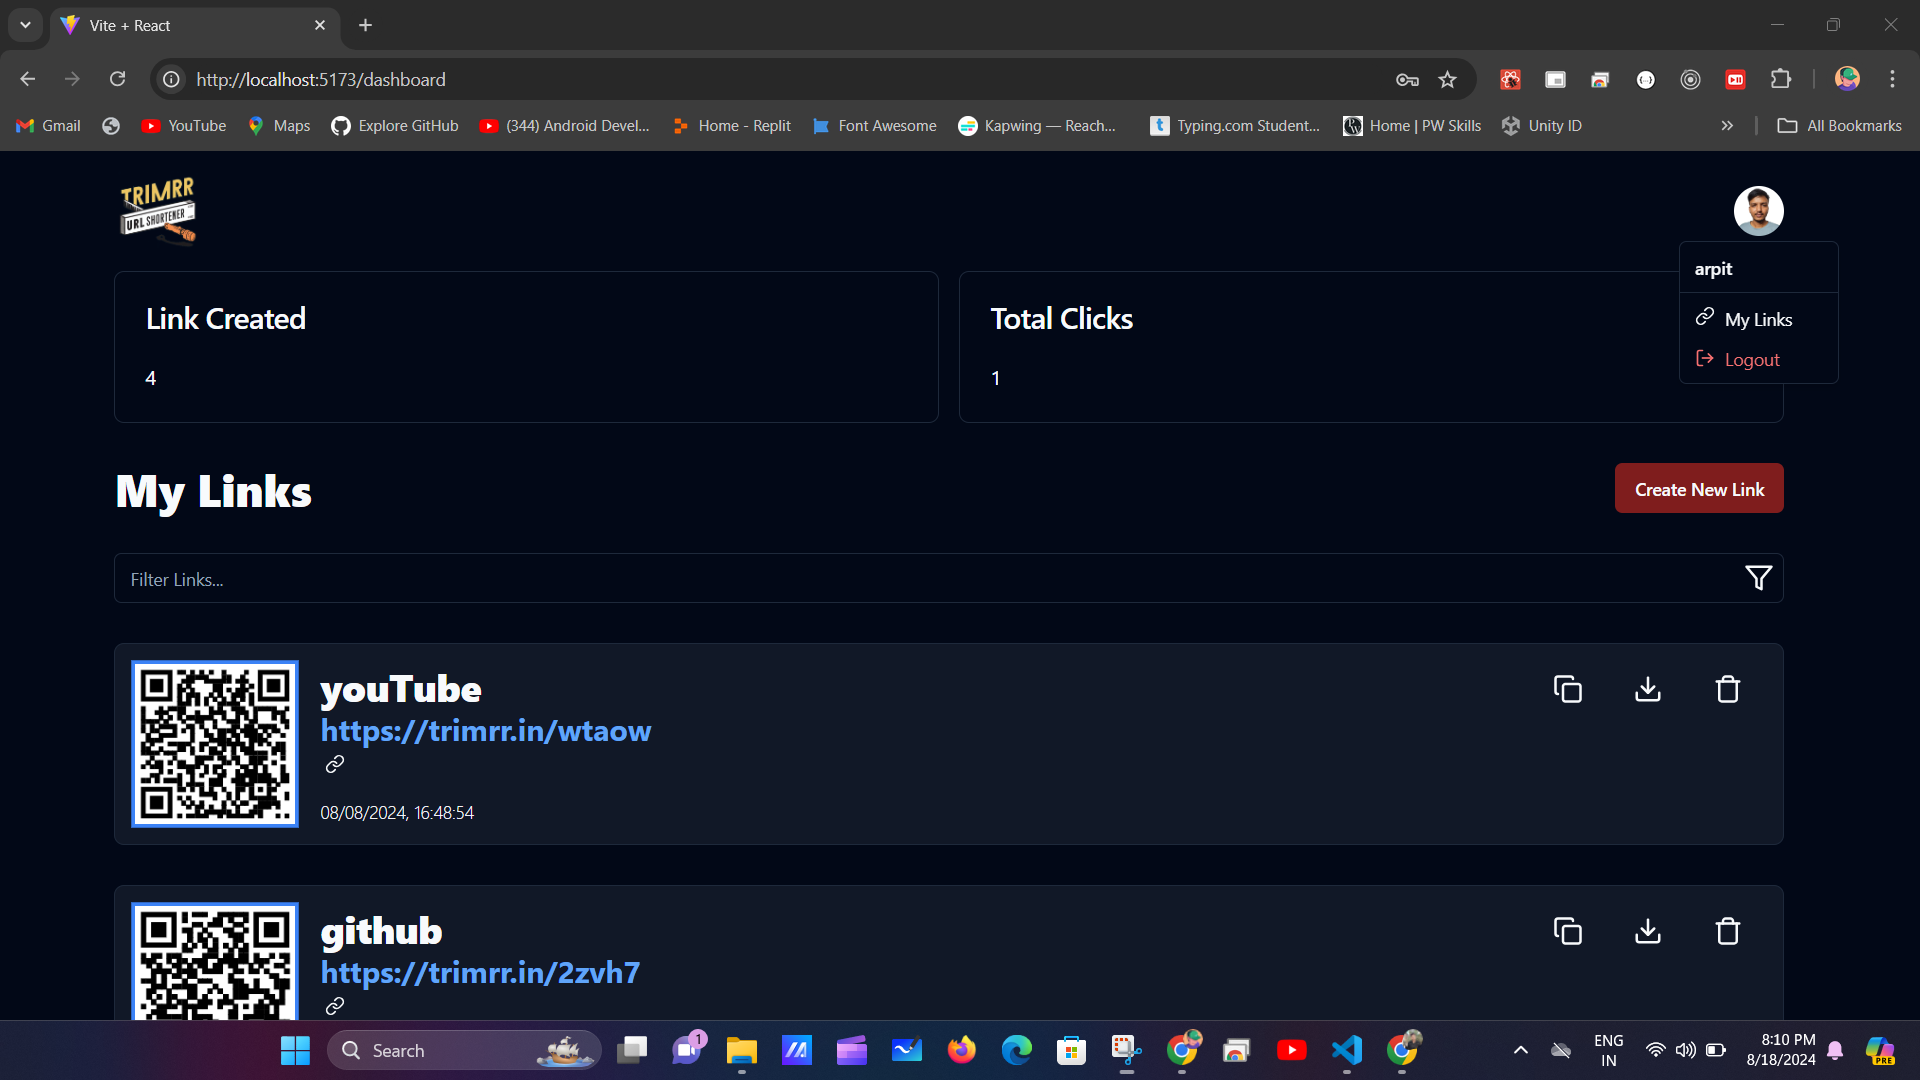 Vite + React
http://localhost:5173/dashboard
Gmail
YouTube
Maps
Explore GitHub
(344) Android Devel...
Home - Replit
Font Awesome
Kapwing — Reach...
Typing.com Student...
Home | PW Skills
Unity ID
All Bookmarks
TRIMRR
URL SHORTENER
arpit
My Links
Logout
Link Created
4
Total Clicks
1
My Links
Create New Link
Filter Links...
youTube
https://trimrr.in/wtaow
08/08/2024, 16:48:54
github
https://trimrr.in/2zvh7
Search
1
ENG
IN
8:10 PM
8/18/2024
PRE